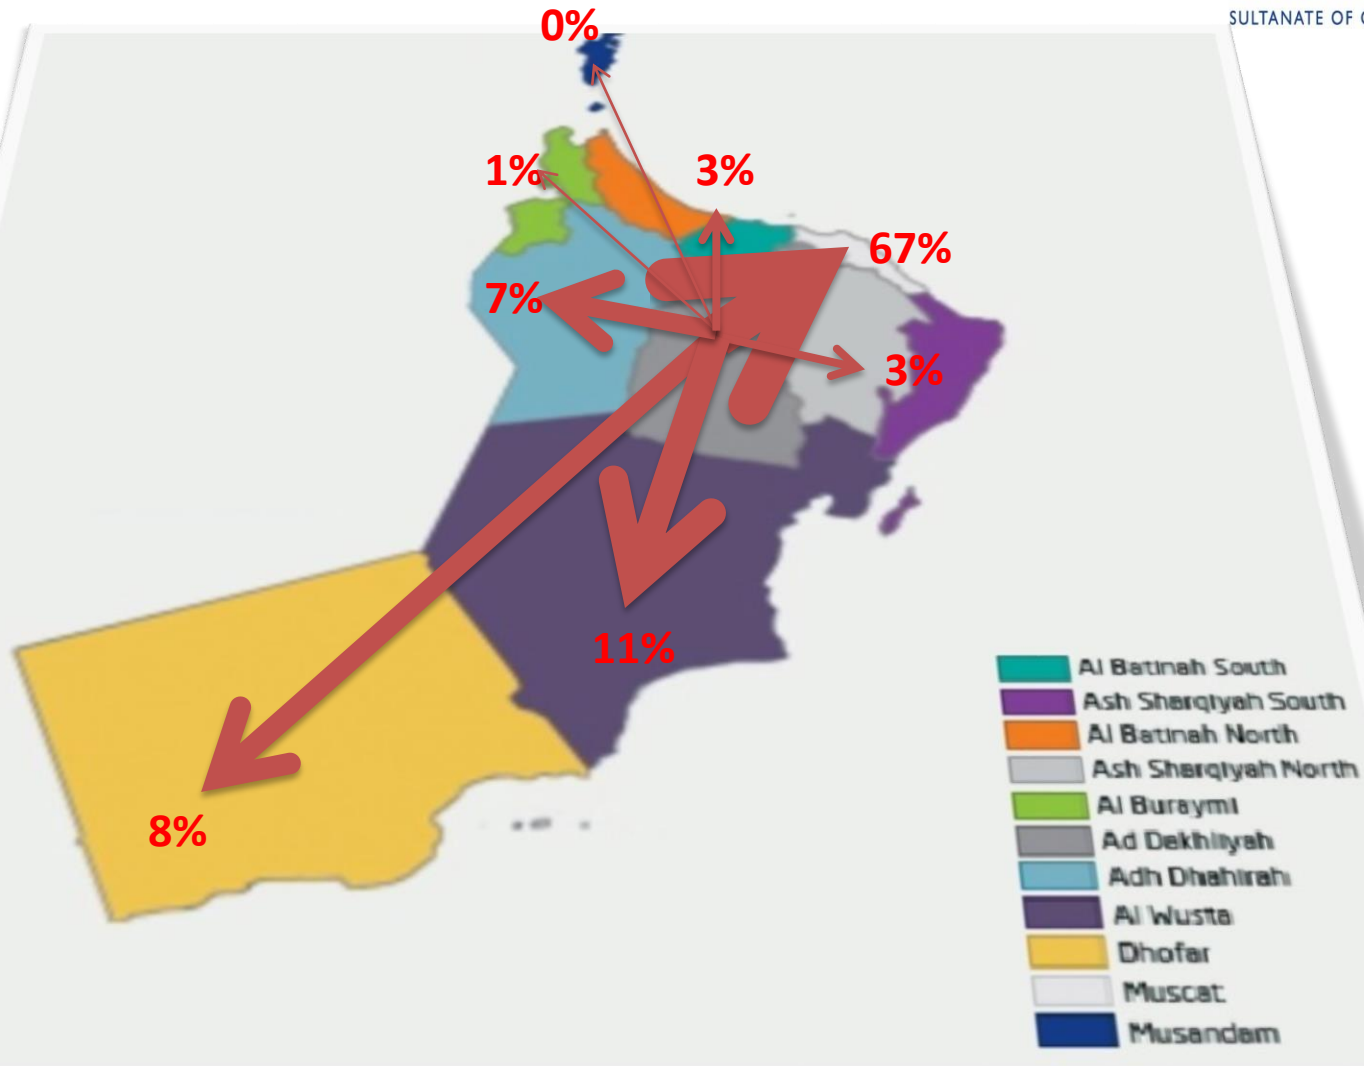 SULTANATE OF
0%
1%
3%
67%
7%
3%
11%
8%
Al Batinah South
Ash Sharqiyah South
Al Batinah North
Ash Sharqiyah North
Al Buraymi
Ad Dakhliyah
Adh Dhahirah
Al Wusta
Dhofar
Muscat
Musandam